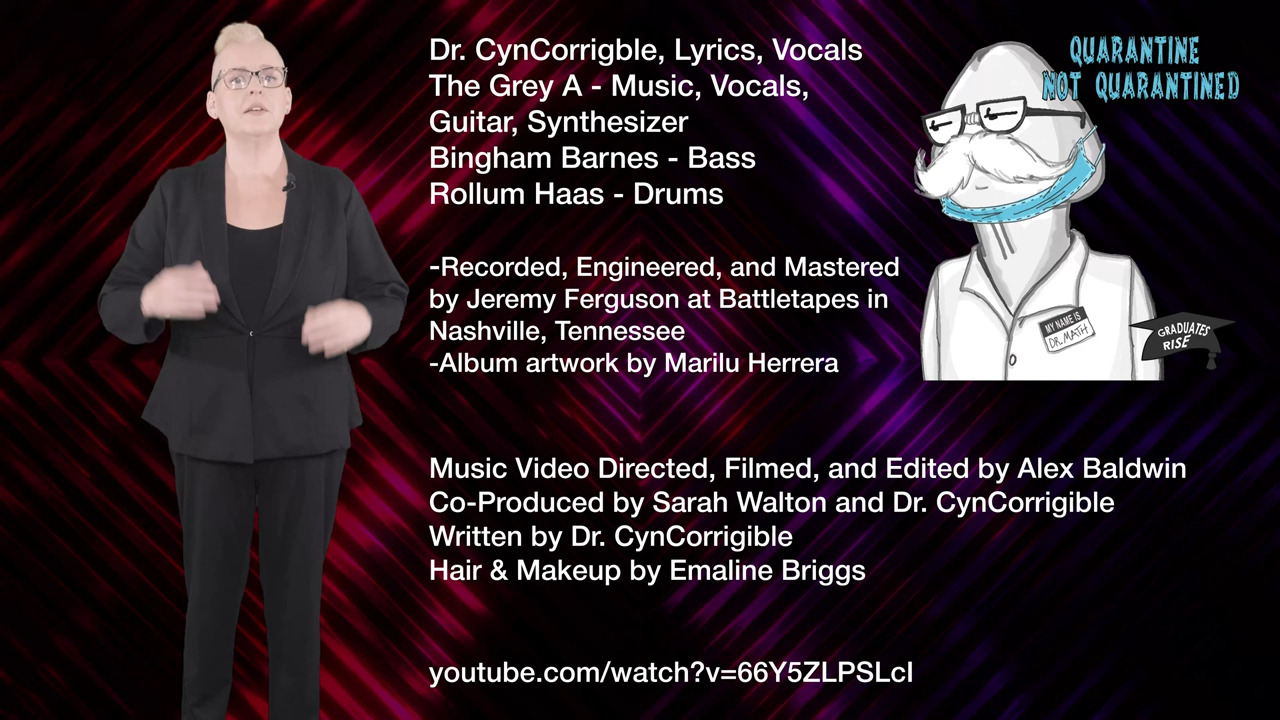 Dr. CynCorrigble, Lyrics, Vocals
The Grey A - Music, Vocals,
Guitar, Synthesizer
Bingham Barnes - Bass
Rollum Haas - Drums
-Recorded, Engineered, and Mastered
by Jeremy Ferguson at Battletapes in
Nashville, Tennessee
-Album artwork by Marilu Herrera
QUARANTINE
NOT QUARANTINED
MY NAME IS
DR. MATH
GRADUATES
RISE
Music Video Directed, Filmed, and Edited by Alex Baldwin
Co-Produced by Sarah Walton and Dr. CynCorrigible
Written by Dr. CynCorrigible
Hair & Makeup by Emaline Briggs
youtube.com/watch?v=66Y5ZLPSLcI